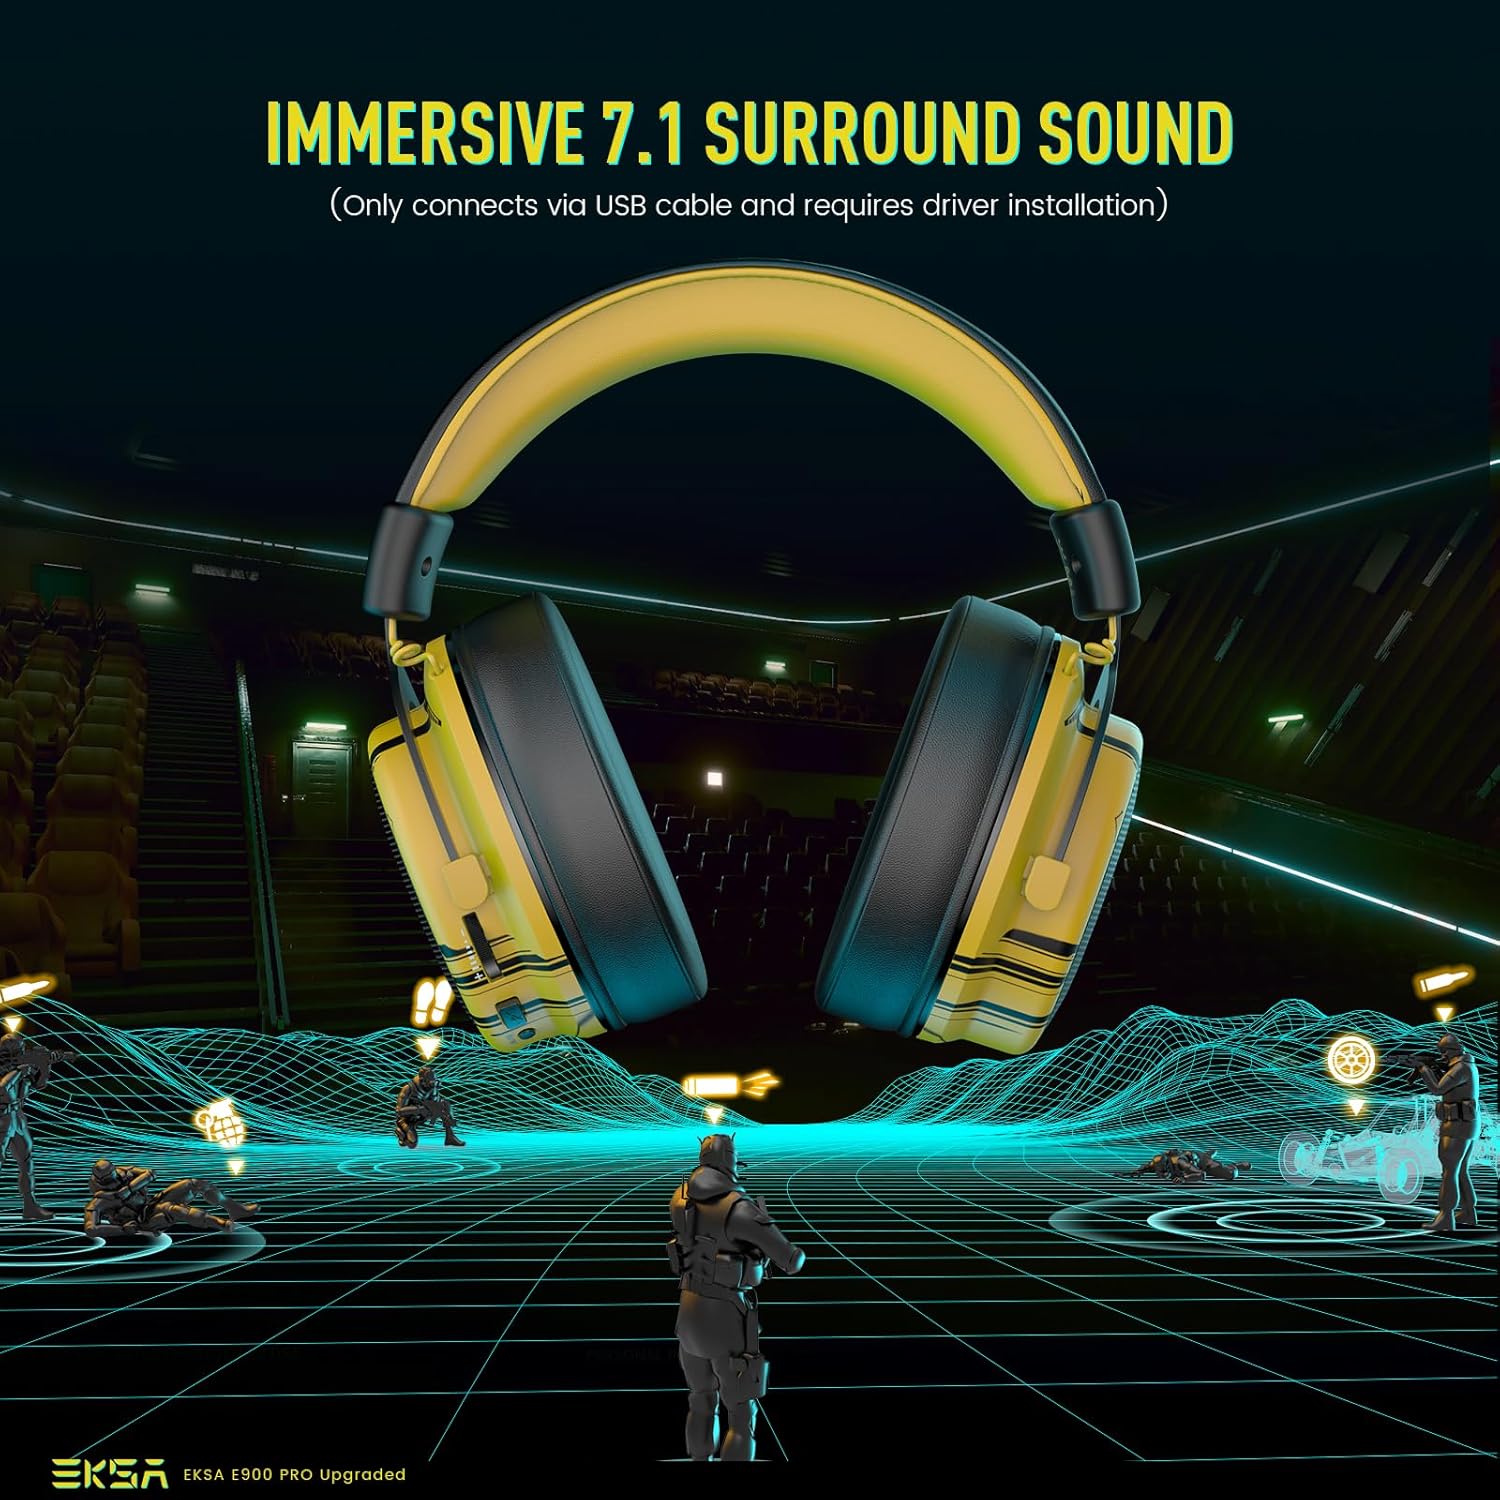 IMMERSIVE 7.1 SURROUND SOUND
(Only connects via USB cable and requires driver installation)
EKSA EKSA E900 PRO Upgraded